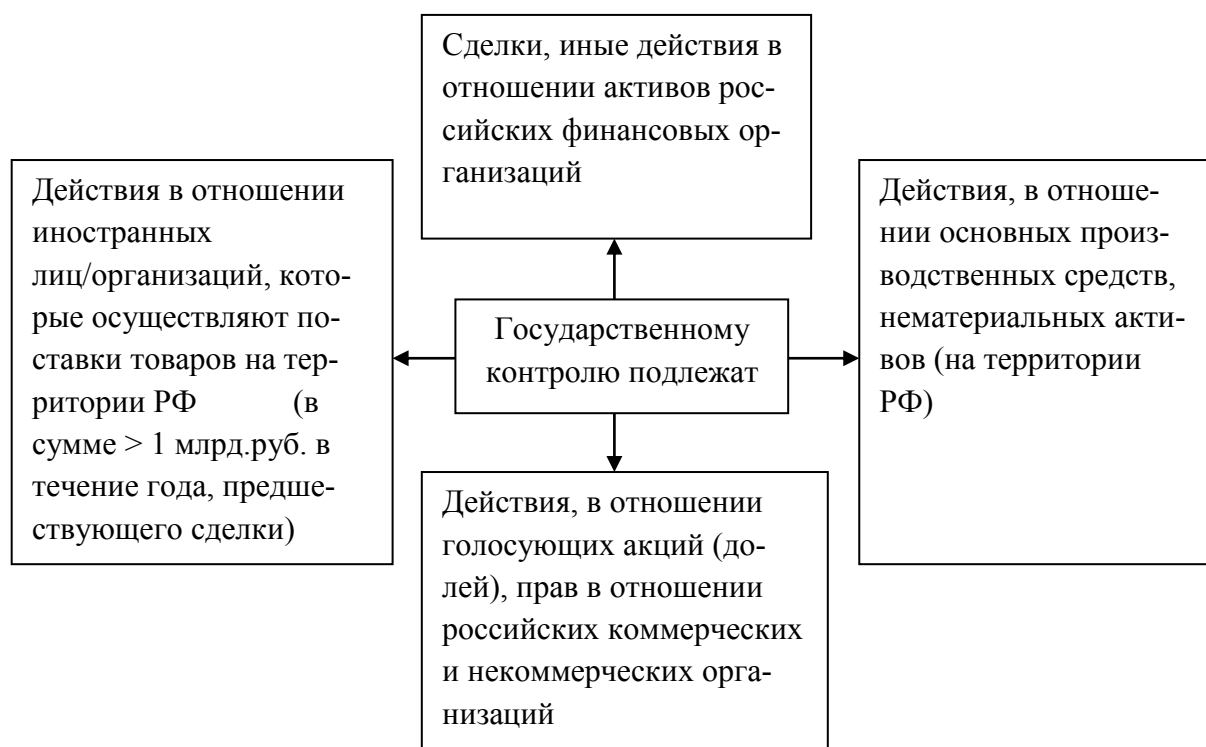 Сделки, иные действия в
отношении активов рос-
сийских финансовых ор-
ганизаций
Действия в отношении
иностранных
лиц/организаций, кото-
рые осуществляют по-
ставки товаров на тер-
ритории РФ (в
сумме > 1 млрд.руб. в
течение года, предше-
ствующего сделки)
Государственному
контролю подлежат
Действия, в отноше-
нии основных произ-
водственных средств,
нематериальных акти-
вов (на территории
РФ)
Действия, в отношении
голосующих акций (до-
лей), прав в отношении
российских коммерческих
и некоммерческих орга-
низаций